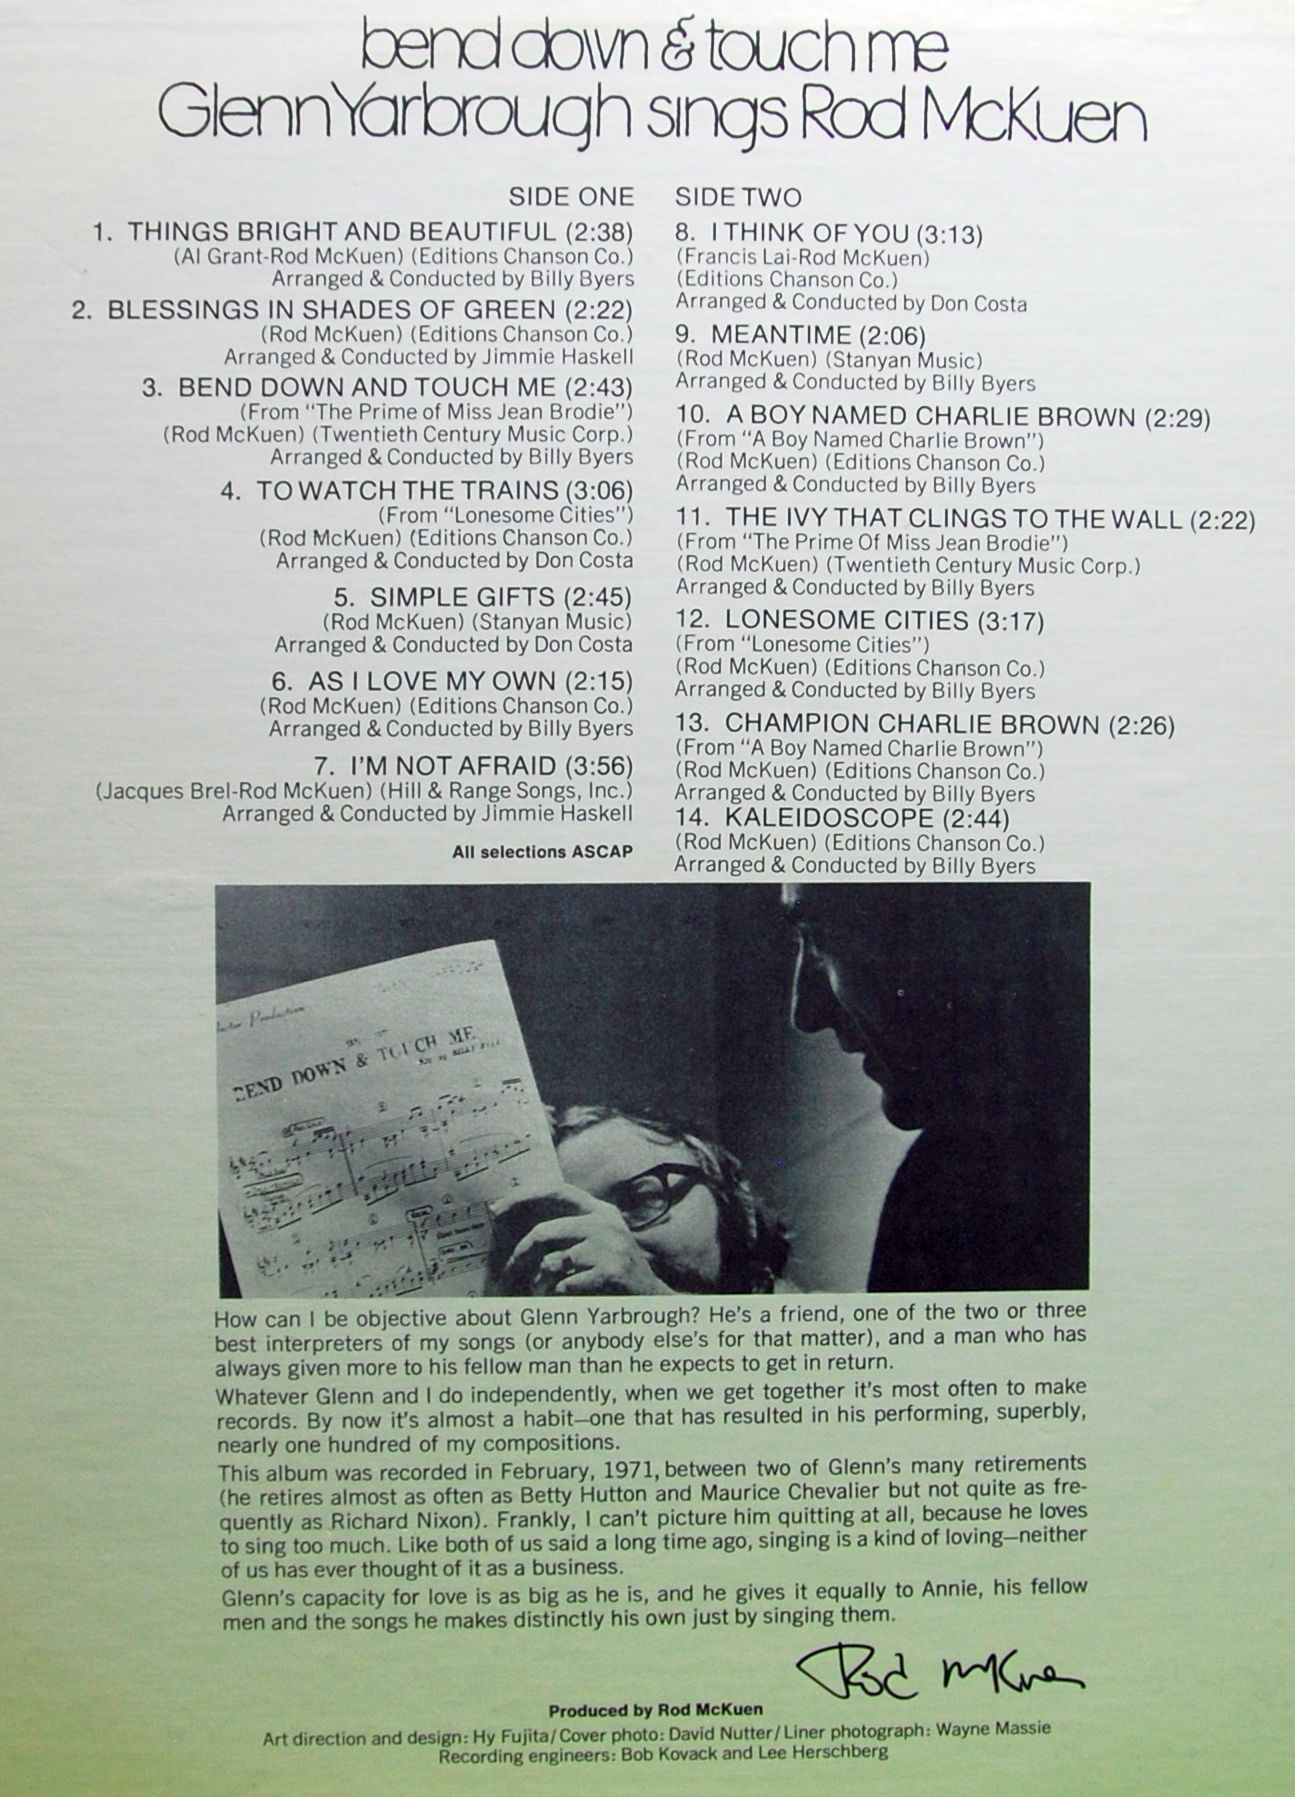 bend down & touch me
Glenn Yarbrough sings Rod McKuen
SIDE ONE
1. THINGS BRIGHT AND BEAUTIFUL (2:38)
(Al Grant-Rod McKuen) (Editions Chanson Co.)
Arranged & Conducted by Billy Byers
2. BLESSINGS IN SHADES OF GREEN (2:22)
(Rod McKuen) (Editions Chanson Co.)
Arranged & Conducted by Jimmie Haskell
3. BEND DOWN AND TOUCH ME (2:43)
(From "The Prime of Miss Jean Brodie")
(Rod McKuen) (Twentieth Century Music Corp.)
Arranged & Conducted by Billy Byers
4. TO WATCH THE TRAINS (3:06)
(From "Lonesome Cities")
(Rod McKuen) (Editions Chanson Co.)
Arranged & Conducted by Don Costa
5. SIMPLE GIFTS (2:45)
(Rod McKuen) (Stanyan Music)
Arranged & Conducted by Don Costa
6. AS I LOVE MY OWN (2:15)
(Rod McKuen) (Editions Chanson Co.)
Arranged & Conducted by Billy Byers
7. I'M NOT AFRAID (3:56)
(Jacques Brel-Rod McKuen) (Hill & Range Songs, Inc.)
Arranged & Conducted by Jimmie Haskell
All selections ASCAP
SIDE TWO
8. I THINK OF YOU (3:13)
(Francis Lai-Rod McKuen)
(Editions Chanson Co.)
Arranged & Conducted by Don Costa
9. MEANTIME (2:06)
(Rod McKuen) (Stanyan Music)
Arranged & Conducted by Billy Byers
10. A BOY NAMED CHARLIE BROWN (2:29)
(From "A Boy Named Charlie Brown")
(Rod McKuen) (Editions Chanson Co.)
Arranged & Conducted by Billy Byers
11. THE IVY THAT CLINGS TO THE WALL (2:22)
(From "The Prime Of Miss Jean Brodie")
(Rod McKuen) (Twentieth Century Music Corp.)
Arranged & Conducted by Billy Byers
12. LONESOME CITIES (3:17)
(From "Lonesome Cities")
(Rod McKuen) (Editions Chanson Co.)
Arranged & Conducted by Billy Byers
13. CHAMPION CHARLIE BROWN (2:26)
(From "A Boy Named Charlie Brown")
(Rod McKuen) (Editions Chanson Co.)
Arranged & Conducted by Billy Byers
14. KALEIDOSCOPE (2:44)
(Rod McKuen) (Editions Chanson Co.)
Arranged & Conducted by Billy Byers
Production
BEND DOWN & TOUCH ME
How can I be objective about Glenn Yarbrough? He's a friend, one of the two or three
best interpreters of my songs (or anybody else's for that matter), and a man who has
always given more to his fellow man than he expects to get in return.
Whatever Glenn and I do independently, when we get together it's most often to make
records. By now it's almost a habit—one that has resulted in his performing, superbly,
nearly one hundred of my compositions.
This album was recorded in February, 1971, between two of Glenn's many retirements
(he retires almost as often as Betty Hutton and Maurice Chevalier but not quite as fre-
quently as Richard Nixon). Frankly, I can't picture him quitting at all, because he loves
to sing too much. Like both of us said a long time ago, singing is a kind of loving—neither
of us has ever thought of it as a business.
Glenn's capacity for love is as big as he is, and he gives it equally to Annie, his fellow
men and the songs he makes distinctly his own just by singing them.
Rod McKuen
Produced by Rod McKuen
Art direction and design: Hy Fujita/Cover photo: David Nutter/Liner photograph: Wayne Massie
Recording engineers: Bob Kovack and Lee Herschberg